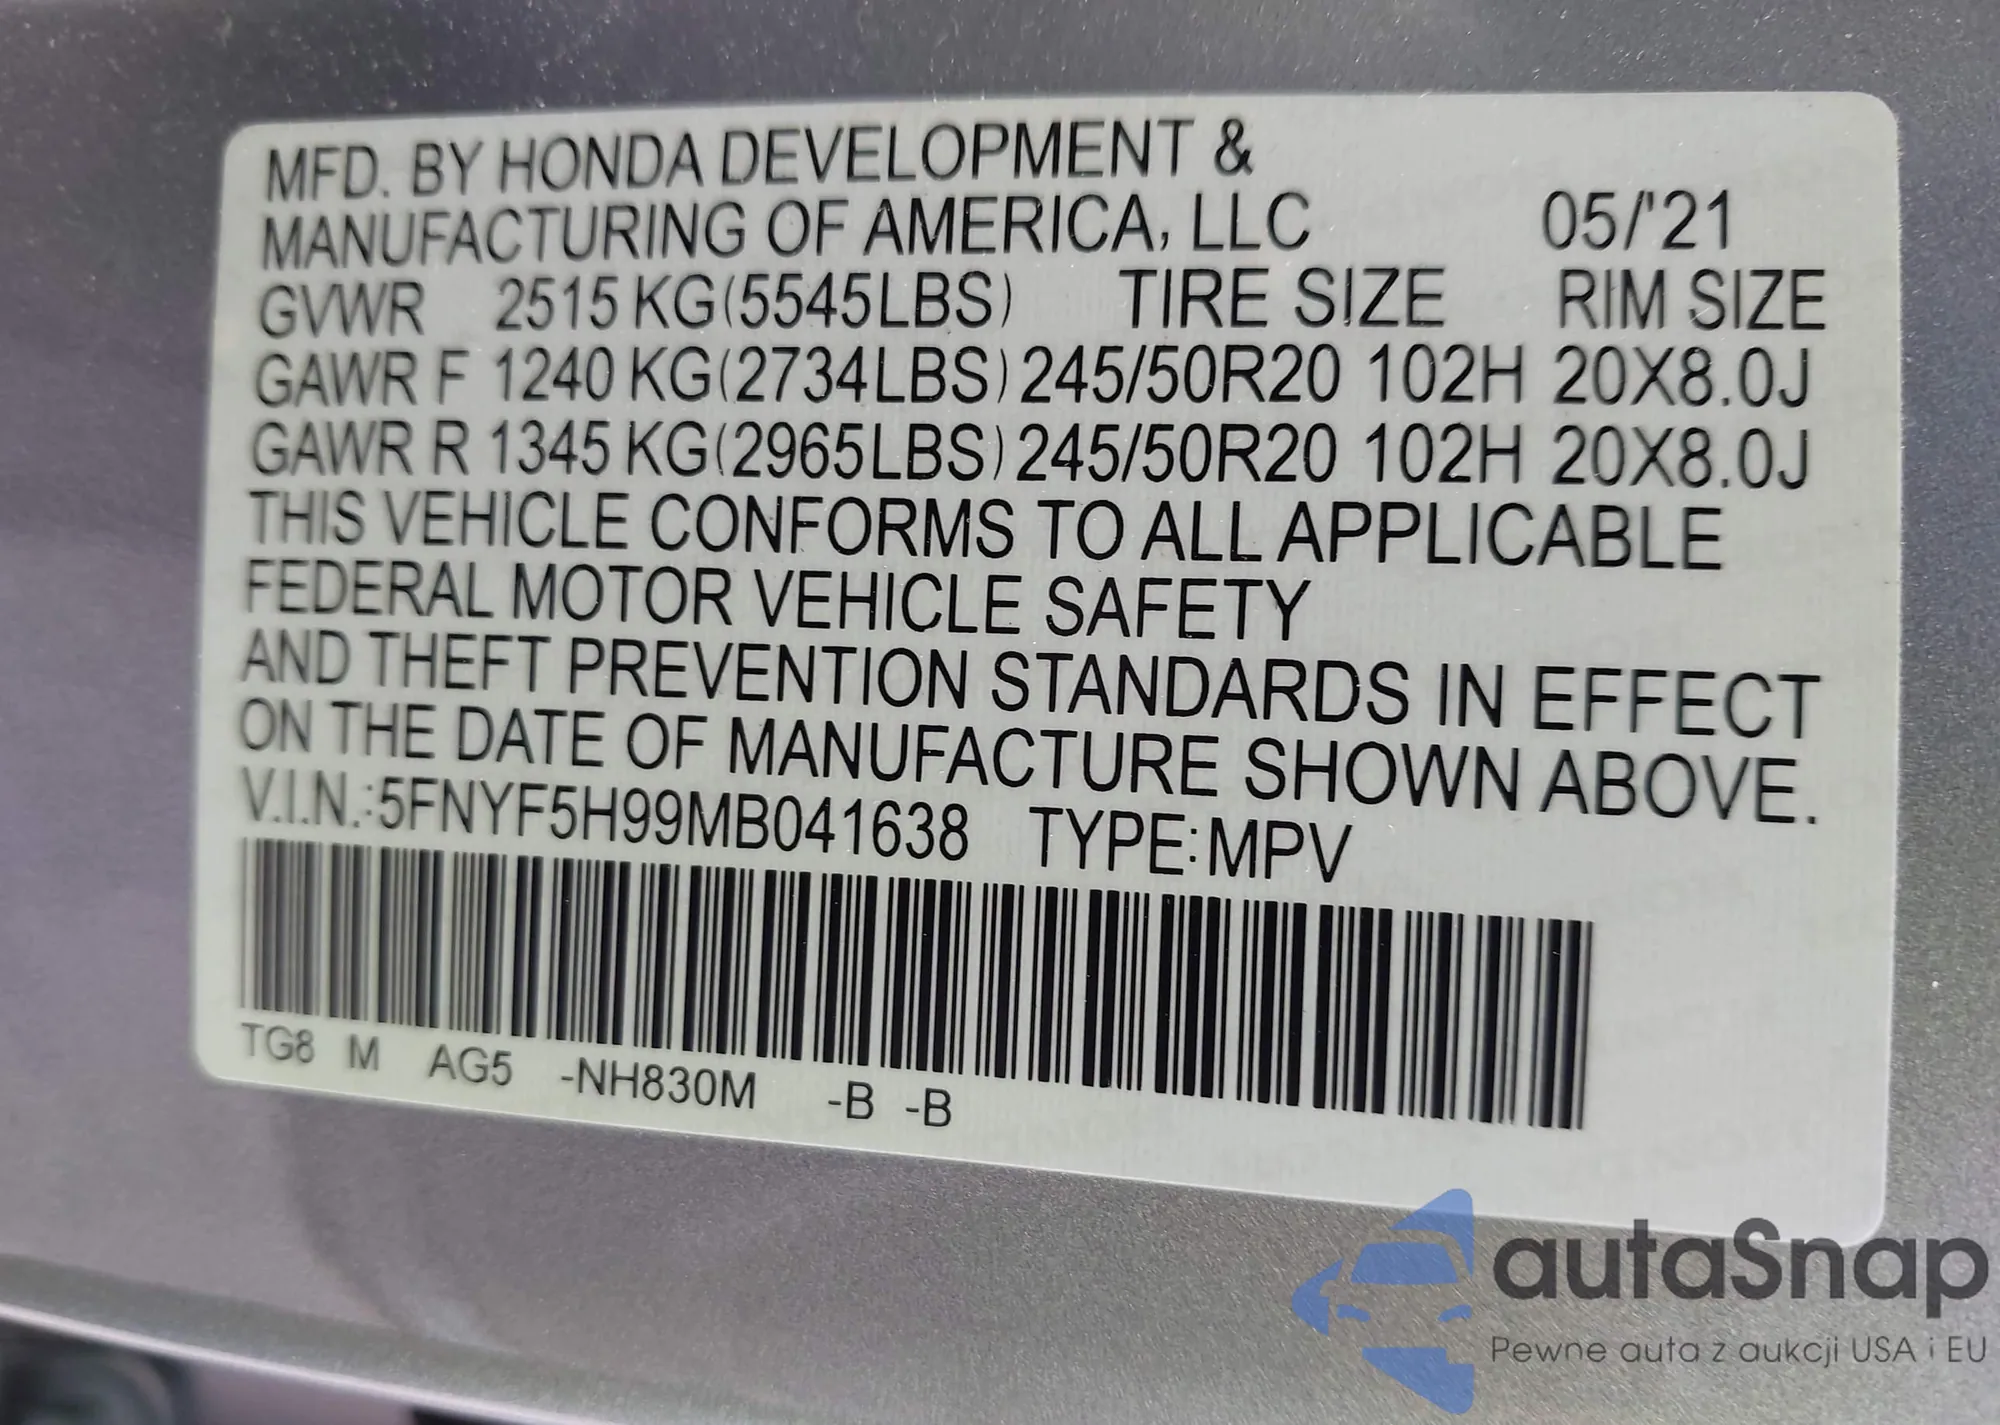 MFD. BY HONDA DEVELOPMENT &
MANUFACTURING OF AMERICA, LLC 05/'21
GVWR 2515 KG(5545LBS) TIRE SIZE RIM SIZE
GAWR F 1240 KG(2734LBS) 245/50R20 102H 20X8.0J
GAWR R 1345 KG(2965LBS) 245/50R20 102H 20X8.0J
THIS VEHICLE CONFORMS TO ALL APPLICABLE
FEDERAL MOTOR VEHICLE SAFETY
AND THEFT PREVENTION STANDARDS IN EFFECT
ON THE DATE OF MANUFACTURE SHOWN ABOVE.
V.I.N.:5FNYF5H99MB041638 TYPE:MPV
TG8 M AG5 -NH830M -B -B
autaSnap
Pewne auta z aukcji USA i EU